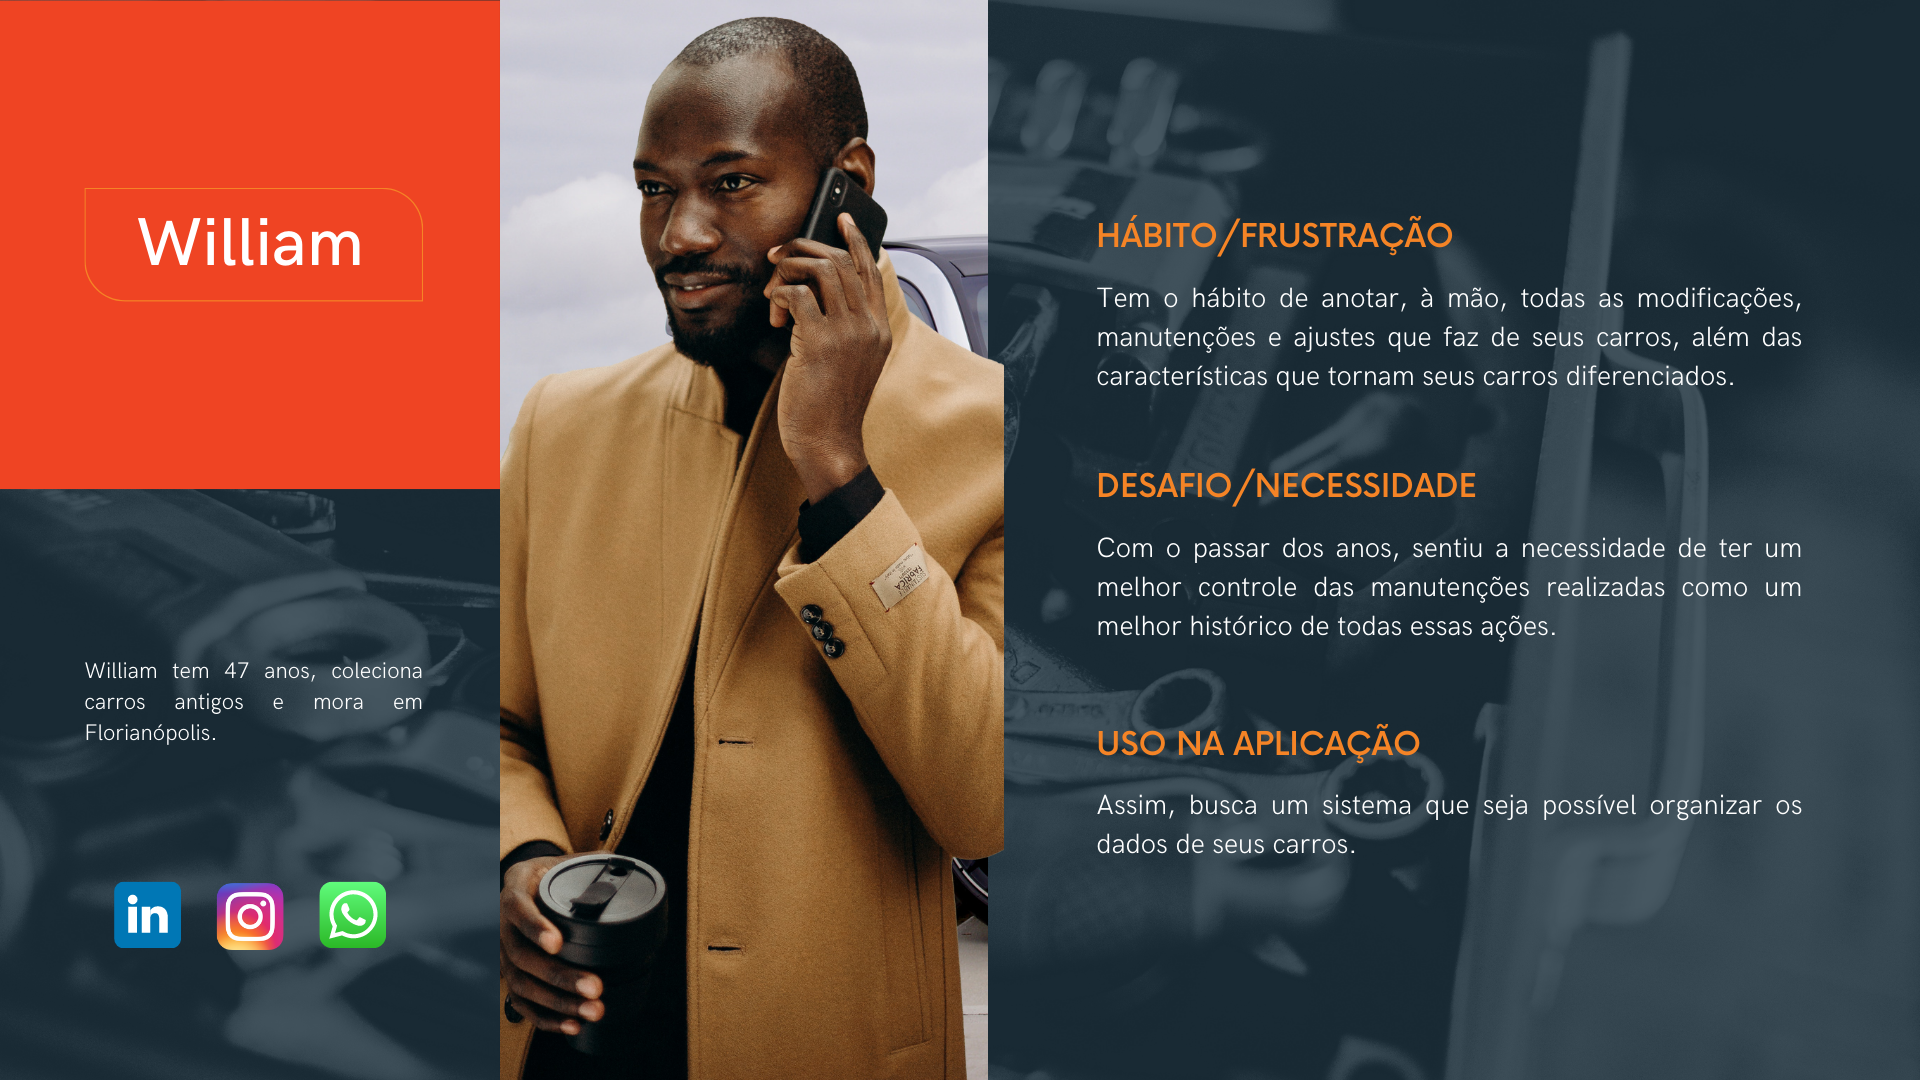 William
William tem 47 anos, coleciona
carros antigos e mora em
Florianópolis.
in
HÁBITO/FRUSTRAÇÃO
Tem o hábito de anotar, à mão, todas as modificações,
manutenções e ajustes que faz de seus carros, além das
características que tornam seus carros diferenciados.
DESAFIO/NECESSIDADE
Com o passar dos anos, sentiu a necessidade de ter um
melhor controle das manutenções realizadas como um
melhor histórico de todas essas ações.
USO NA APLICAÇÃO
Assim, busca um sistema que seja possível organizar os
dados de seus carros.
FABRICA